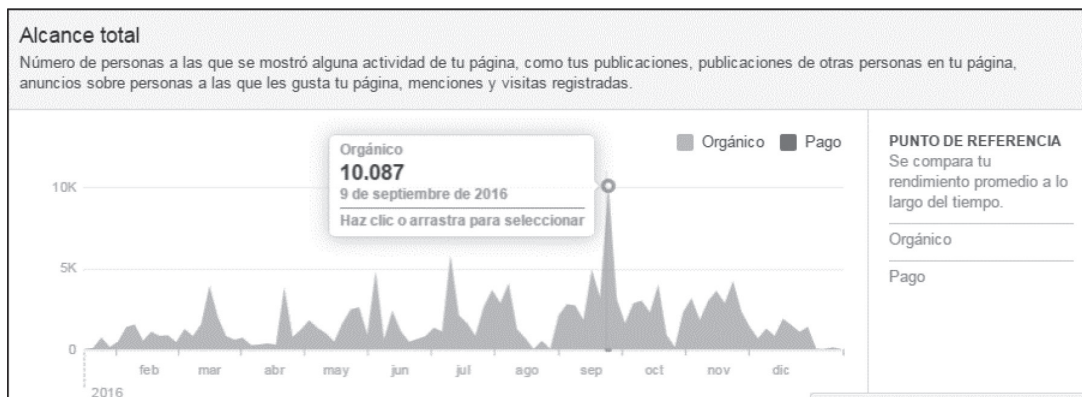 Alcance total
Número de personas a las que se mostró alguna actividad de tu página, como tus publicaciones, publicaciones de otras personas en tu página,
anuncios sobre personas a las que les gusta tu página, menciones y visitas registradas.
Orgánico
10.087
9 de septiembre de 2016
Haz clic o arrastra para seleccionar
Orgánico Pago
10K
5K
0
feb mar abr may jun jul ago sep oct nov dic
2016
PUNTO DE REFERENCIA
Se compara tu
rendimiento promedio a lo
largo del tiempo.
Orgánico
Pago